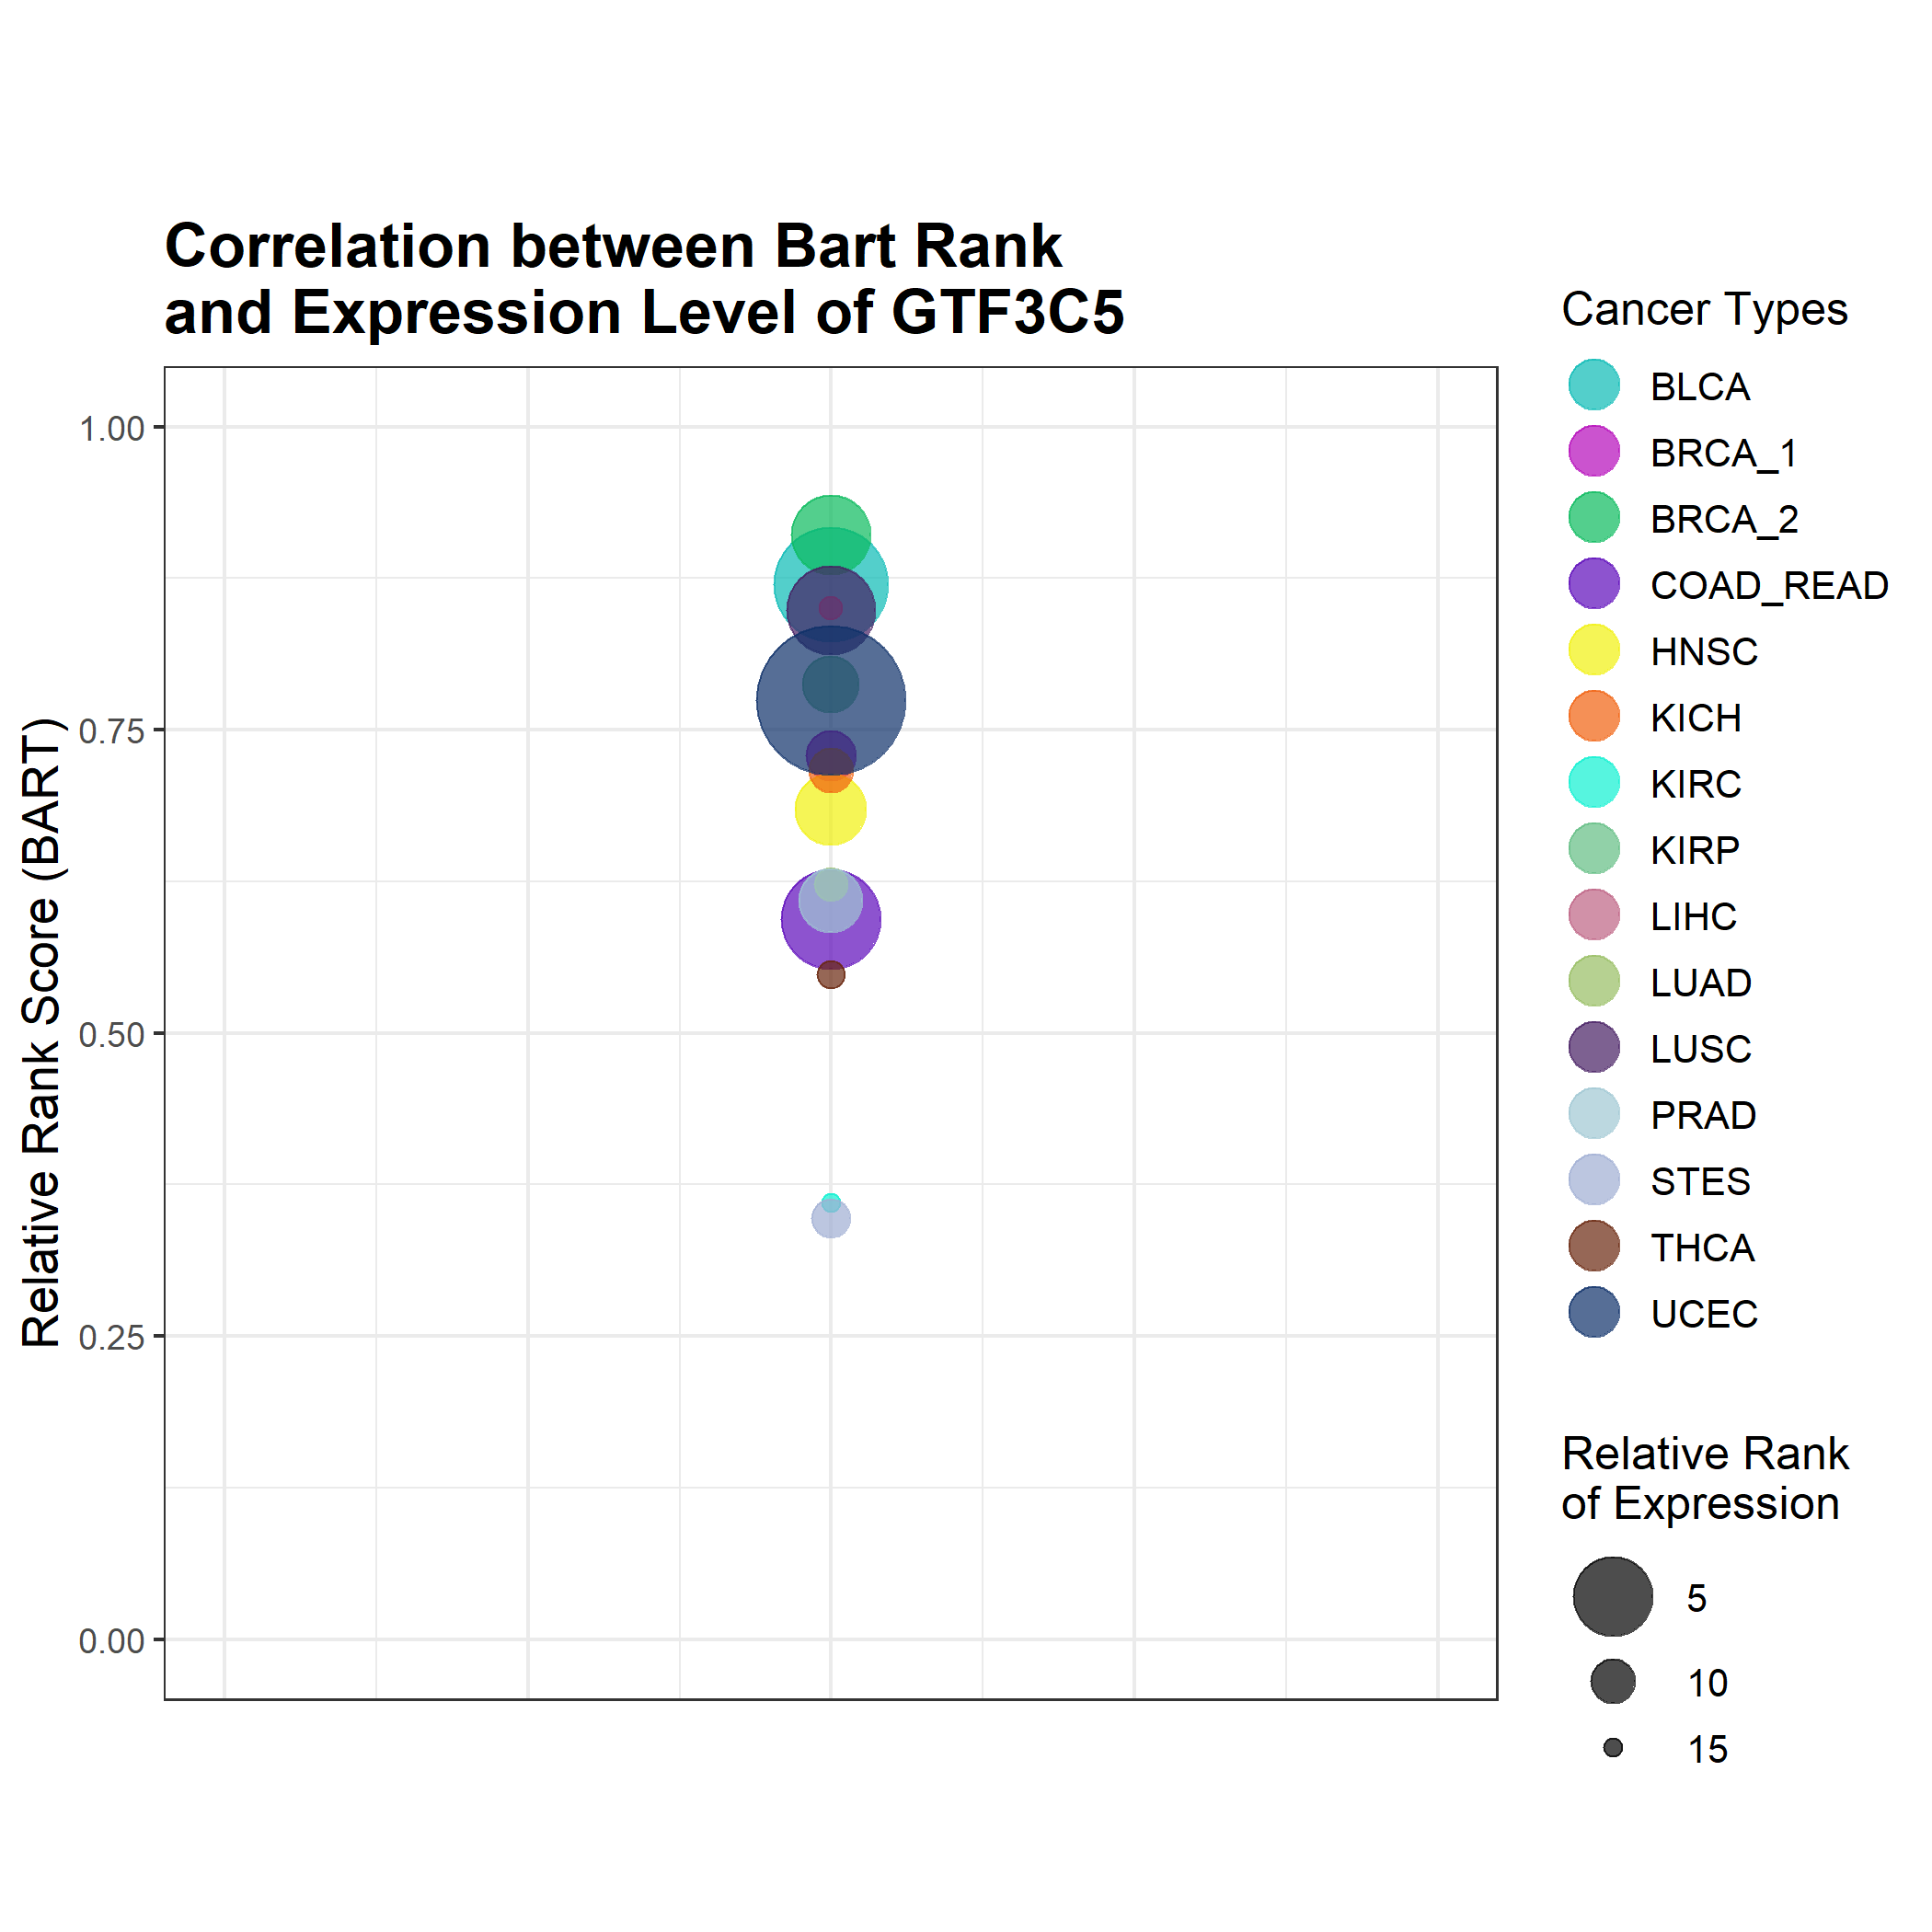 Correlation between Bart Rank
and Expression Level of GTF3C5
Relative Rank Score (BART)
1.00
0.75
0.50
0.25
0.00
Cancer Types
BLCA
BRCA_1
BRCA_2
COAD_READ
HNSC
KICH
KIRC
KIRP
LIHC
LUAD
LUSC
PRAD
STES
THCA
UCEC
Relative Rank
of Expression
5
10
15